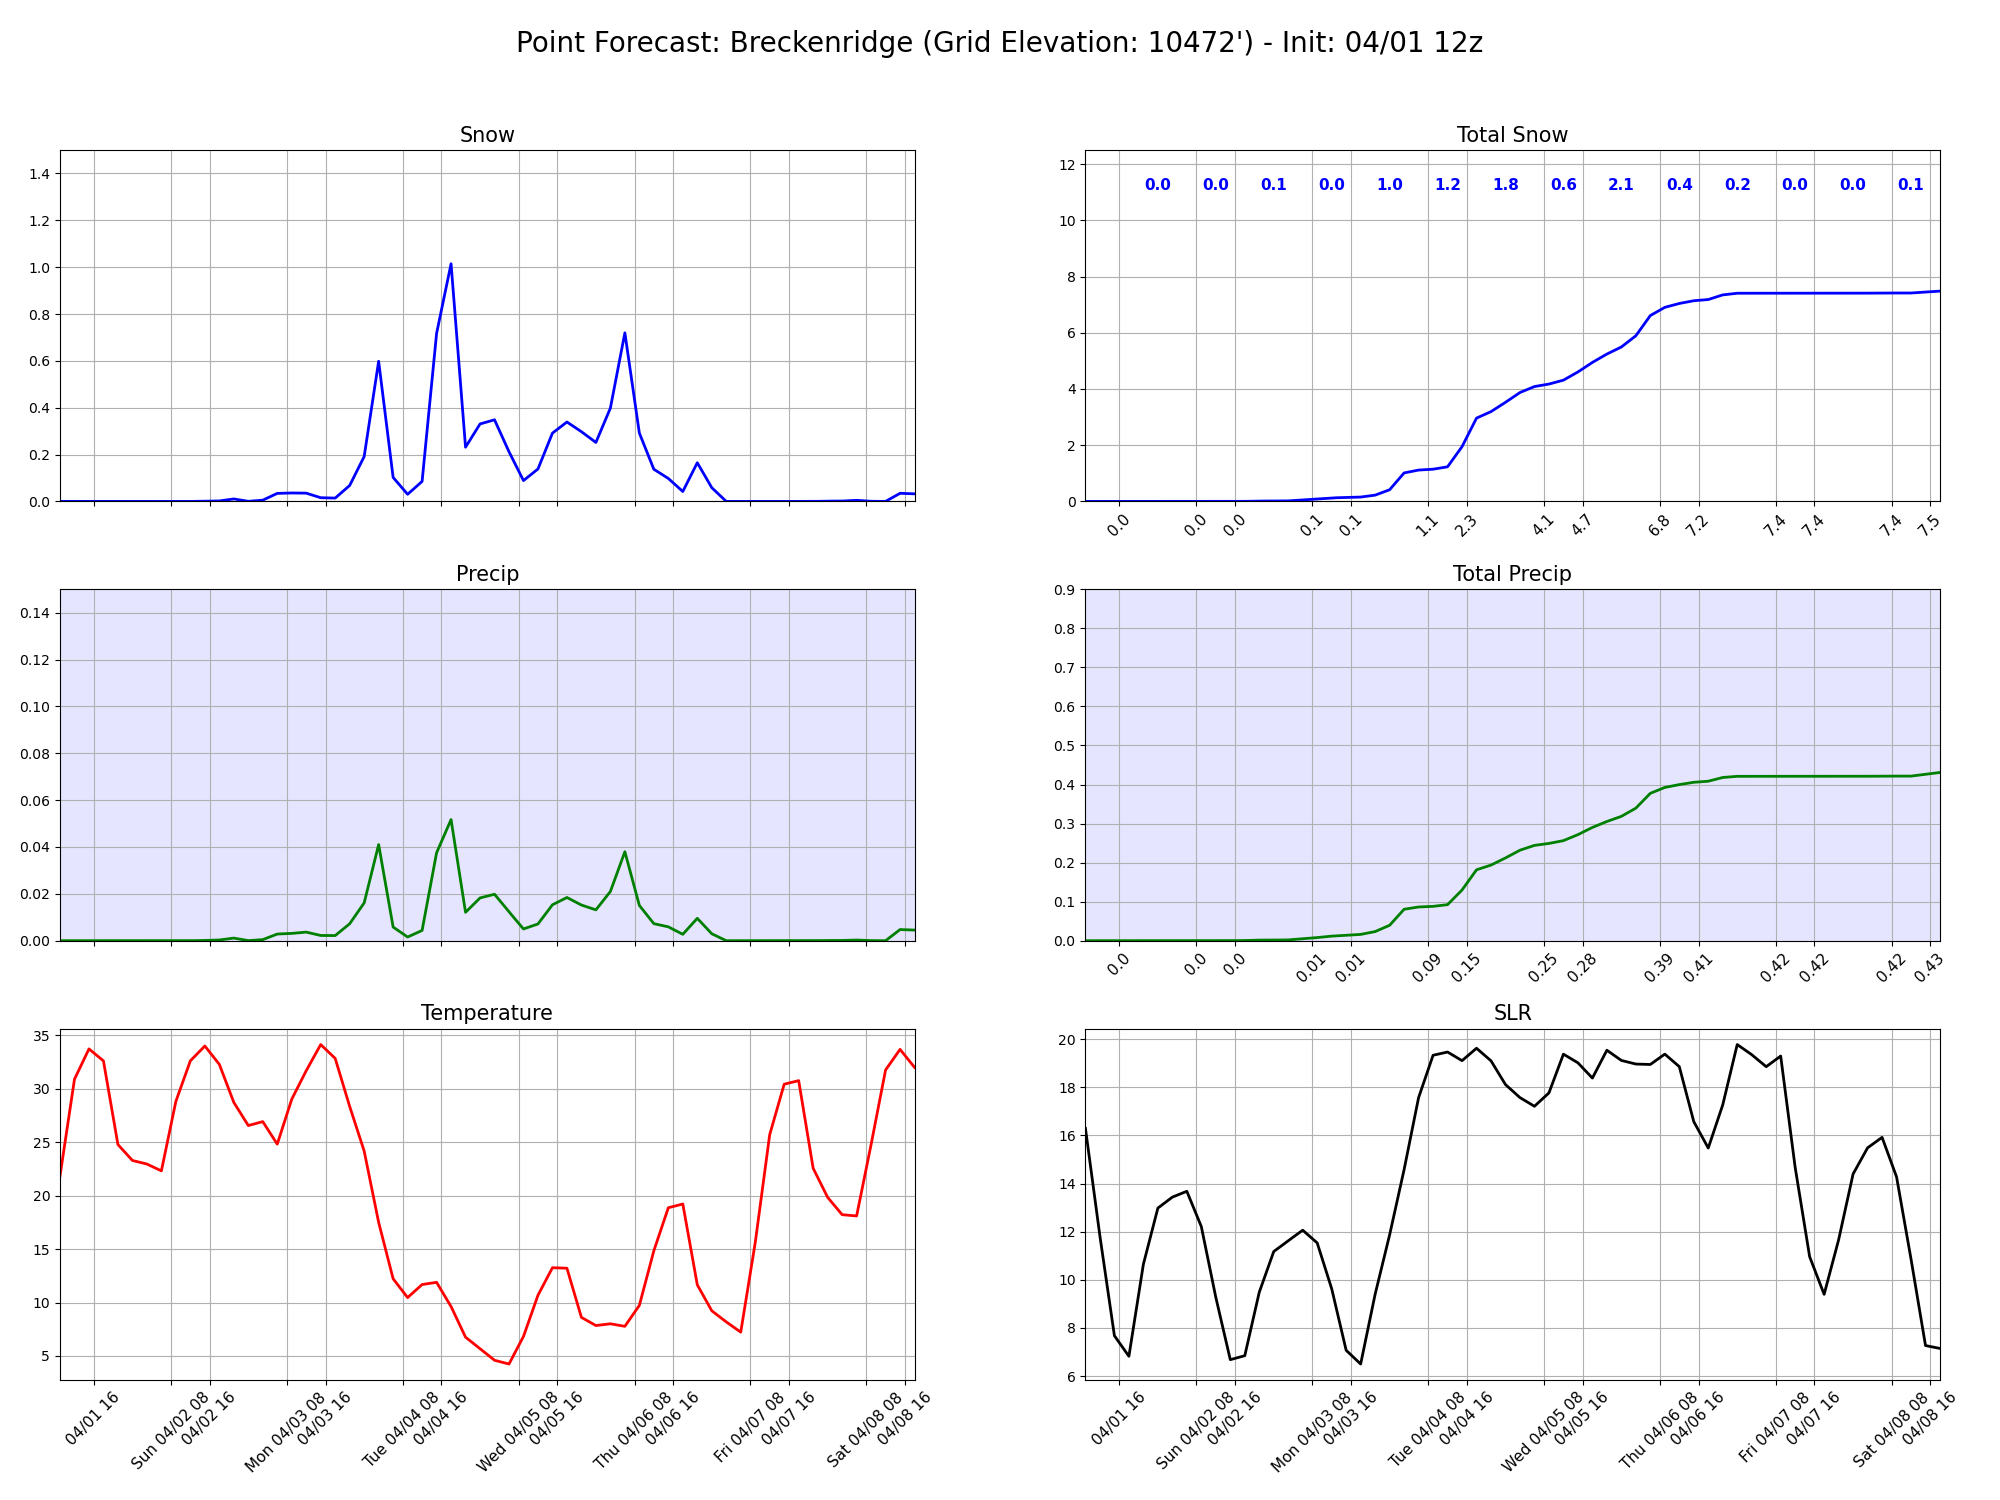 Point Forecast: Breckenridge (Grid Elevation: 10472') - Init: 04/01 12z
Snow
1.4
1.2
1.0
0.8
0.6
0.4
0.2
0.0
Total Snow
12
10
8
6
4
2
0
0.0 0.0 0.1 0.0 1.0 1.2 1.8 0.6 2.1 0.4 0.2 0.0 0.0 0.1
0.0 0.0 0.0 0.1 0.1 1.1 2.3 4.1 4.7 6.8 7.2 7.4 7.4 7.4 7.5
Precip
0.14
0.12
0.10
0.08
0.06
0.04
0.02
0.00
Total Precip
0.9
0.8
0.7
0.6
0.5
0.4
0.3
0.2
0.1
0.0
0.0 0.0 0.0 0.01 0.01 0.09 0.15 0.25 0.28 0.39 0.41 0.42 0.42 0.42 0.43
Temperature
35
30
25
20
15
10
5
04/01 16
Sun 04/02 08
04/02 16
Mon 04/03 08
04/03 16
Tue 04/04 08
04/04 16
Wed 04/05 08
04/05 16
Thu 04/06 08
04/06 16
Fri 04/07 08
04/07 16
Sat 04/08 08
04/08 16
SLR
20
18
16
14
12
10
8
6
04/01 16
Sun 04/02 08
04/02 16
Mon 04/03 08
04/03 16
Tue 04/04 08
04/04 16
Wed 04/05 08
04/05 16
Thu 04/06 08
04/06 16
Fri 04/07 08
04/07 16
Sat 04/08 08
04/08 16